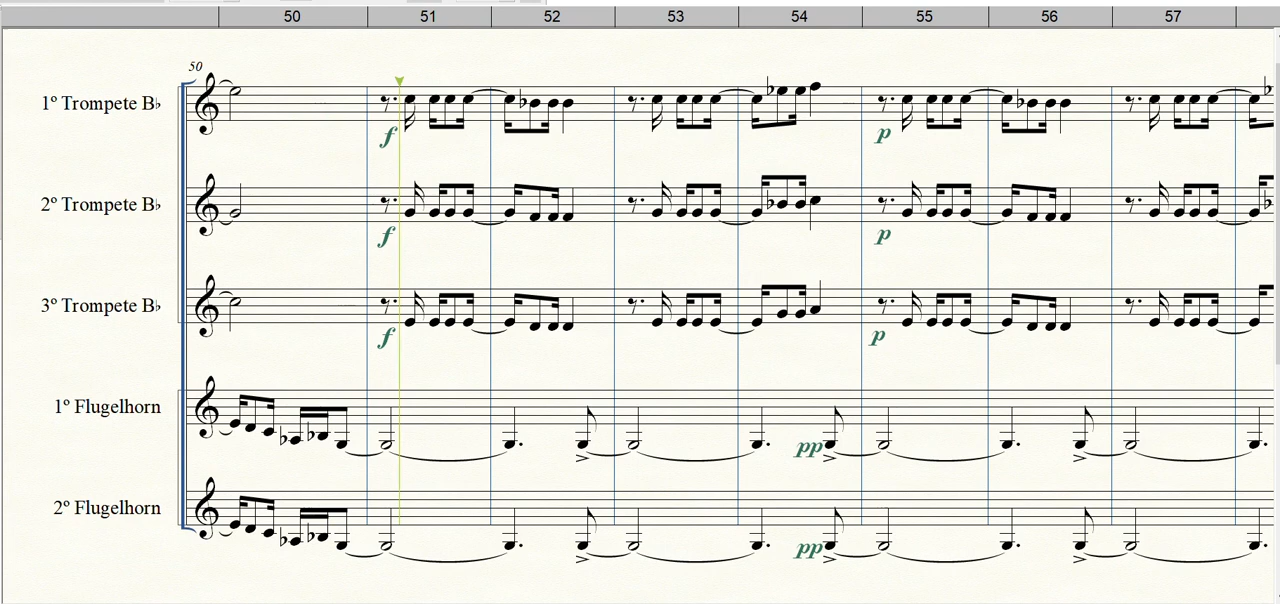 50 51 52 53 54 55 56 57
50
1º Trompete B♭
f p
2º Trompete B♭
f p
3º Trompete B♭
f p
1º Flugelhorn
pp
2º Flugelhorn
pp